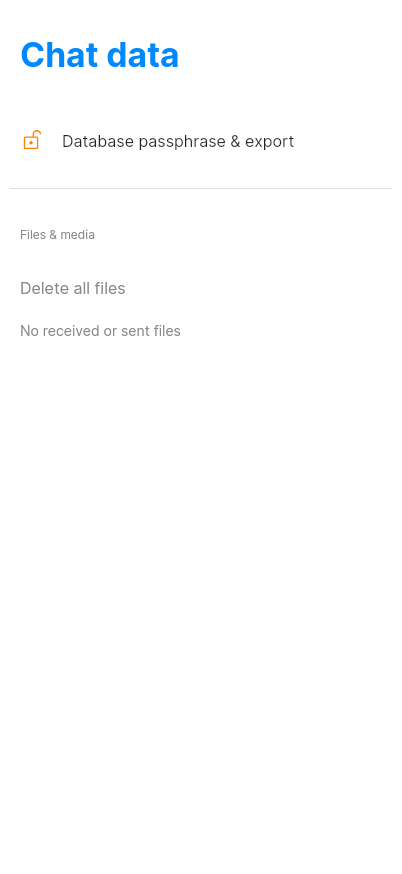 Chat data
Database passphrase & export
Files & media
Delete all files
No received or sent files